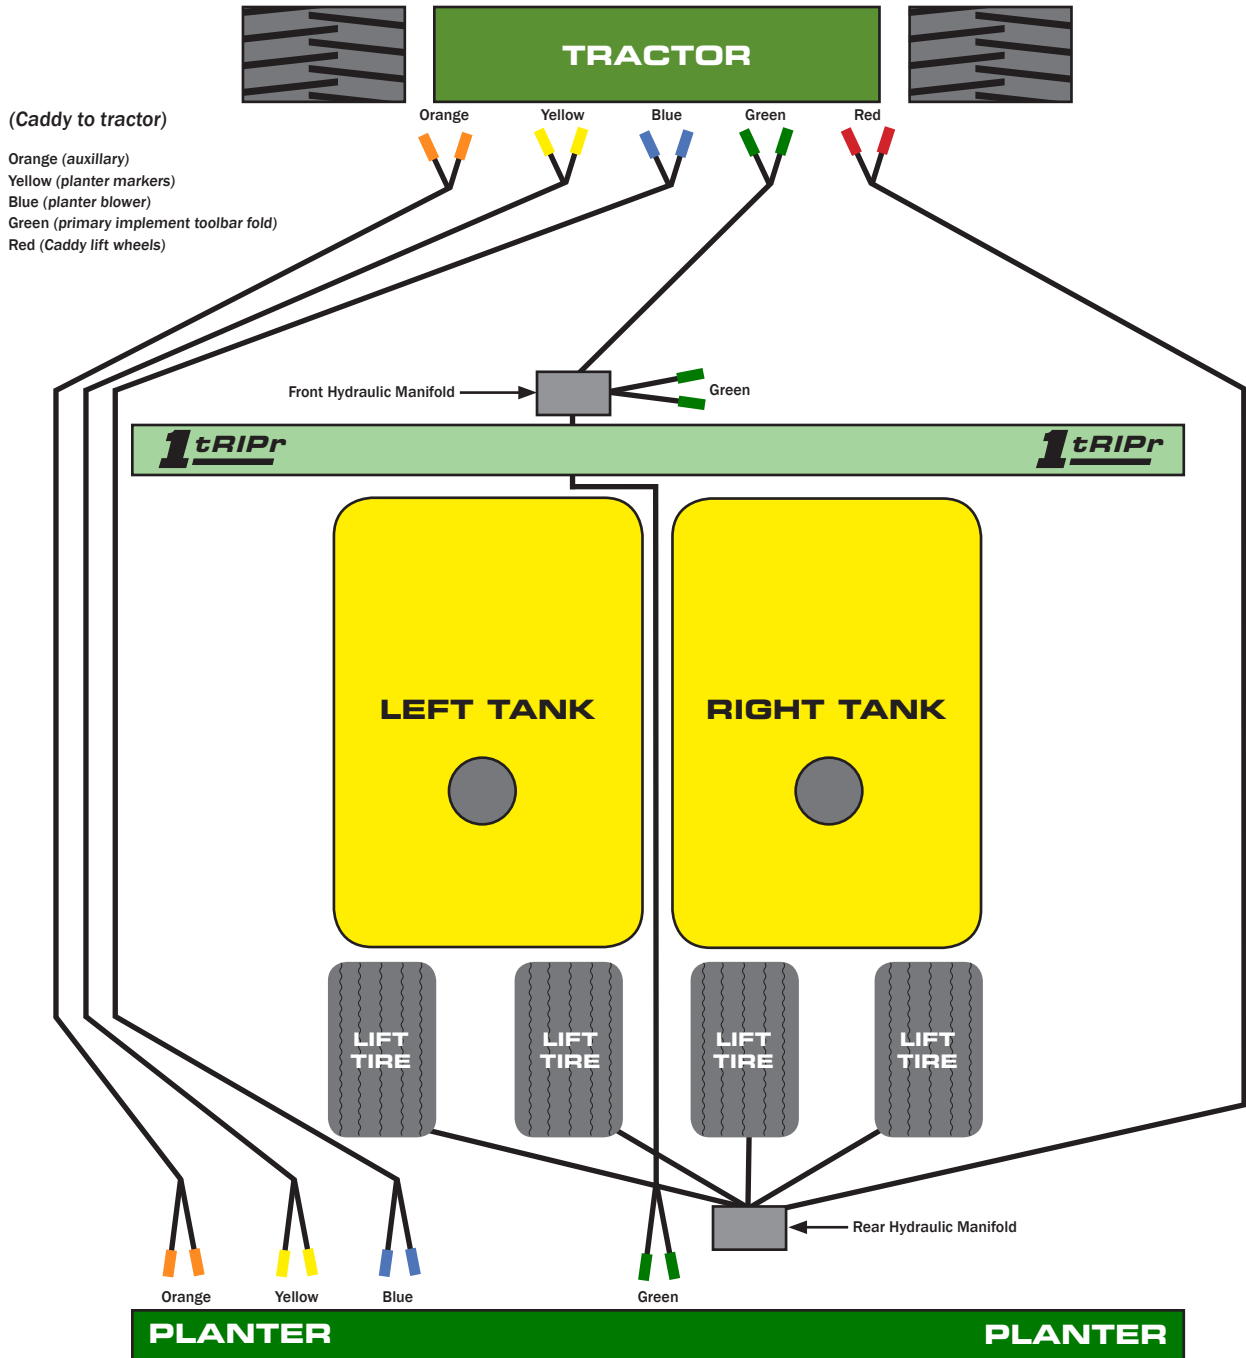 TRACTOR
Orange Yellow Blue Green Red
(Caddy to tractor)
Orange (auxillary)
Yellow (planter markers)
Blue (planter blower)
Green (primary implement toolbar fold)
Red (Caddy lift wheels)
Front Hydraulic Manifold
Green
1tRIPr 1tRIPr
LEFT TANK RIGHT TANK
LIFT LIFT LIFT LIFT
TIRE TIRE TIRE TIRE
Rear Hydraulic Manifold
Orange Yellow Blue Green
PLANTER PLANTER